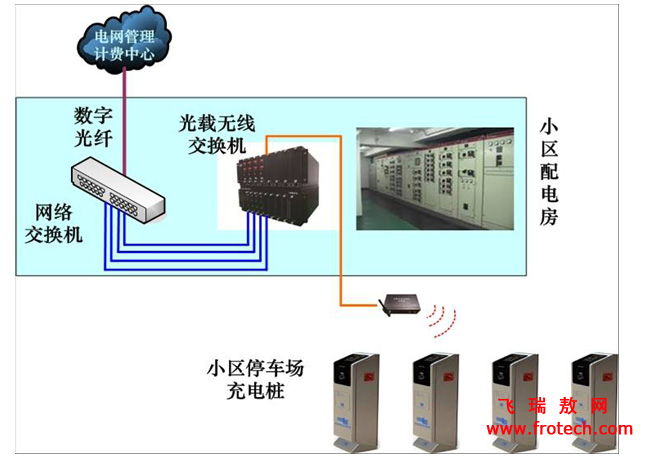 电网管理
计费中心
数字
光纤
光载无线
交换机
小区配电房
网络
交换机
小区停车场
充电桩
飞瑞敖网
www.frotech.com